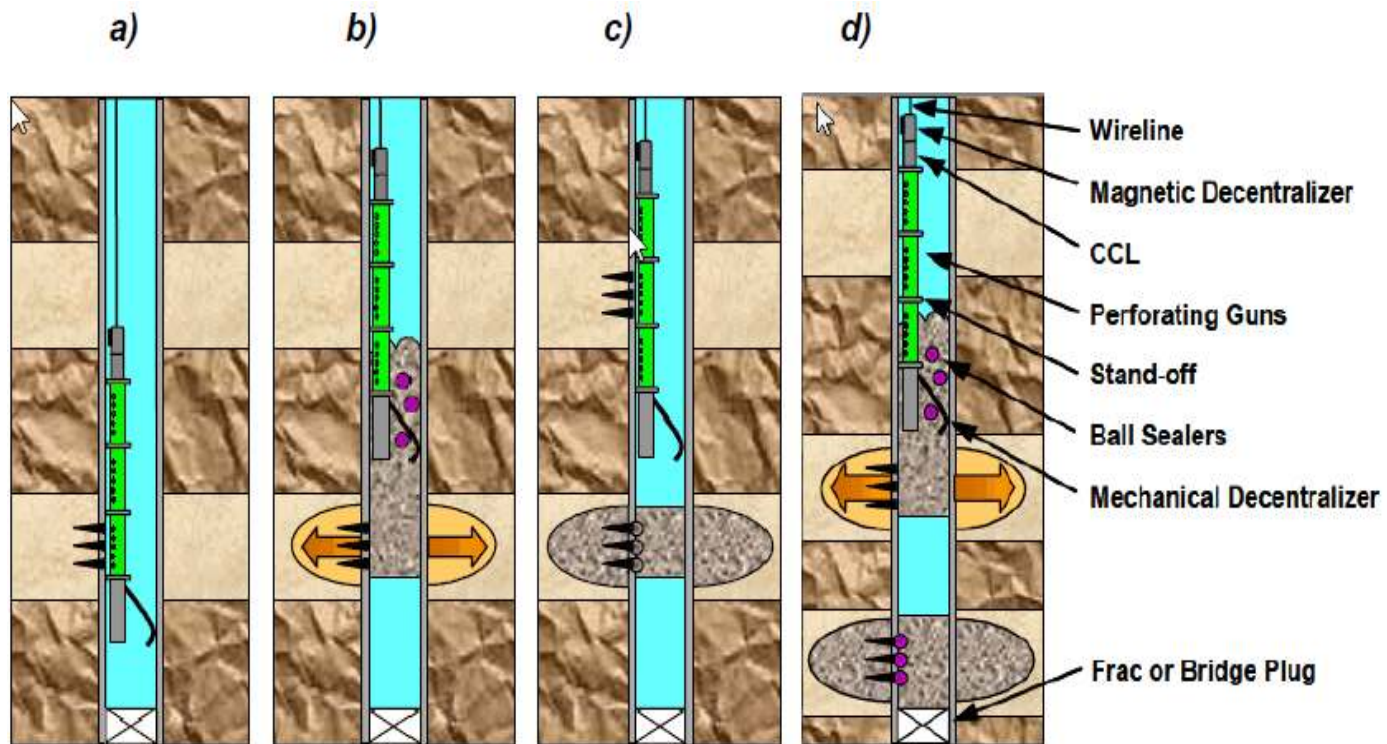 a)
b)
c)
d)
Wireline
Magnetic Decentralizer
CCL
Perforating Guns
Stand-off
Ball Sealers
Mechanical Decentralizer
Frac or Bridge Plug